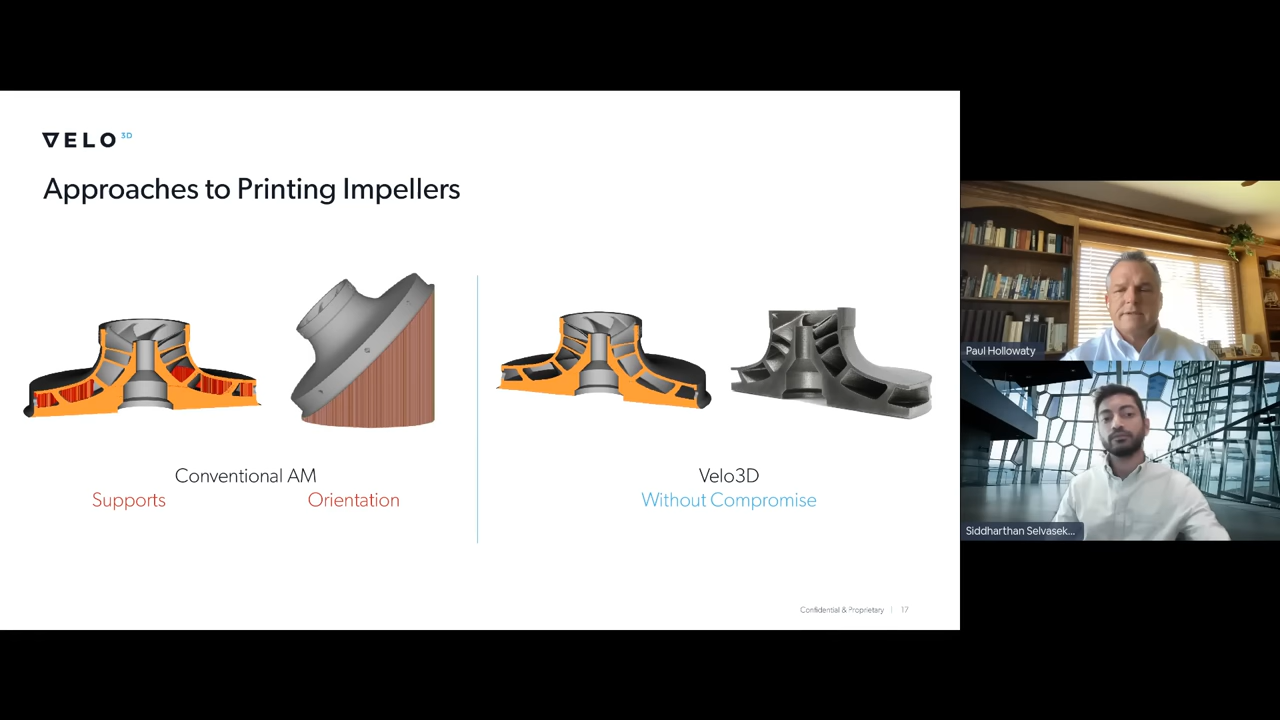 VELO 3D
Approaches to Printing Impellers
Conventional AM
Supports
Orientation
Velo3D
Without Compromise
Confidential & Proprietary | 17
Paul Hollowaty
Siddharthan Selvasek...